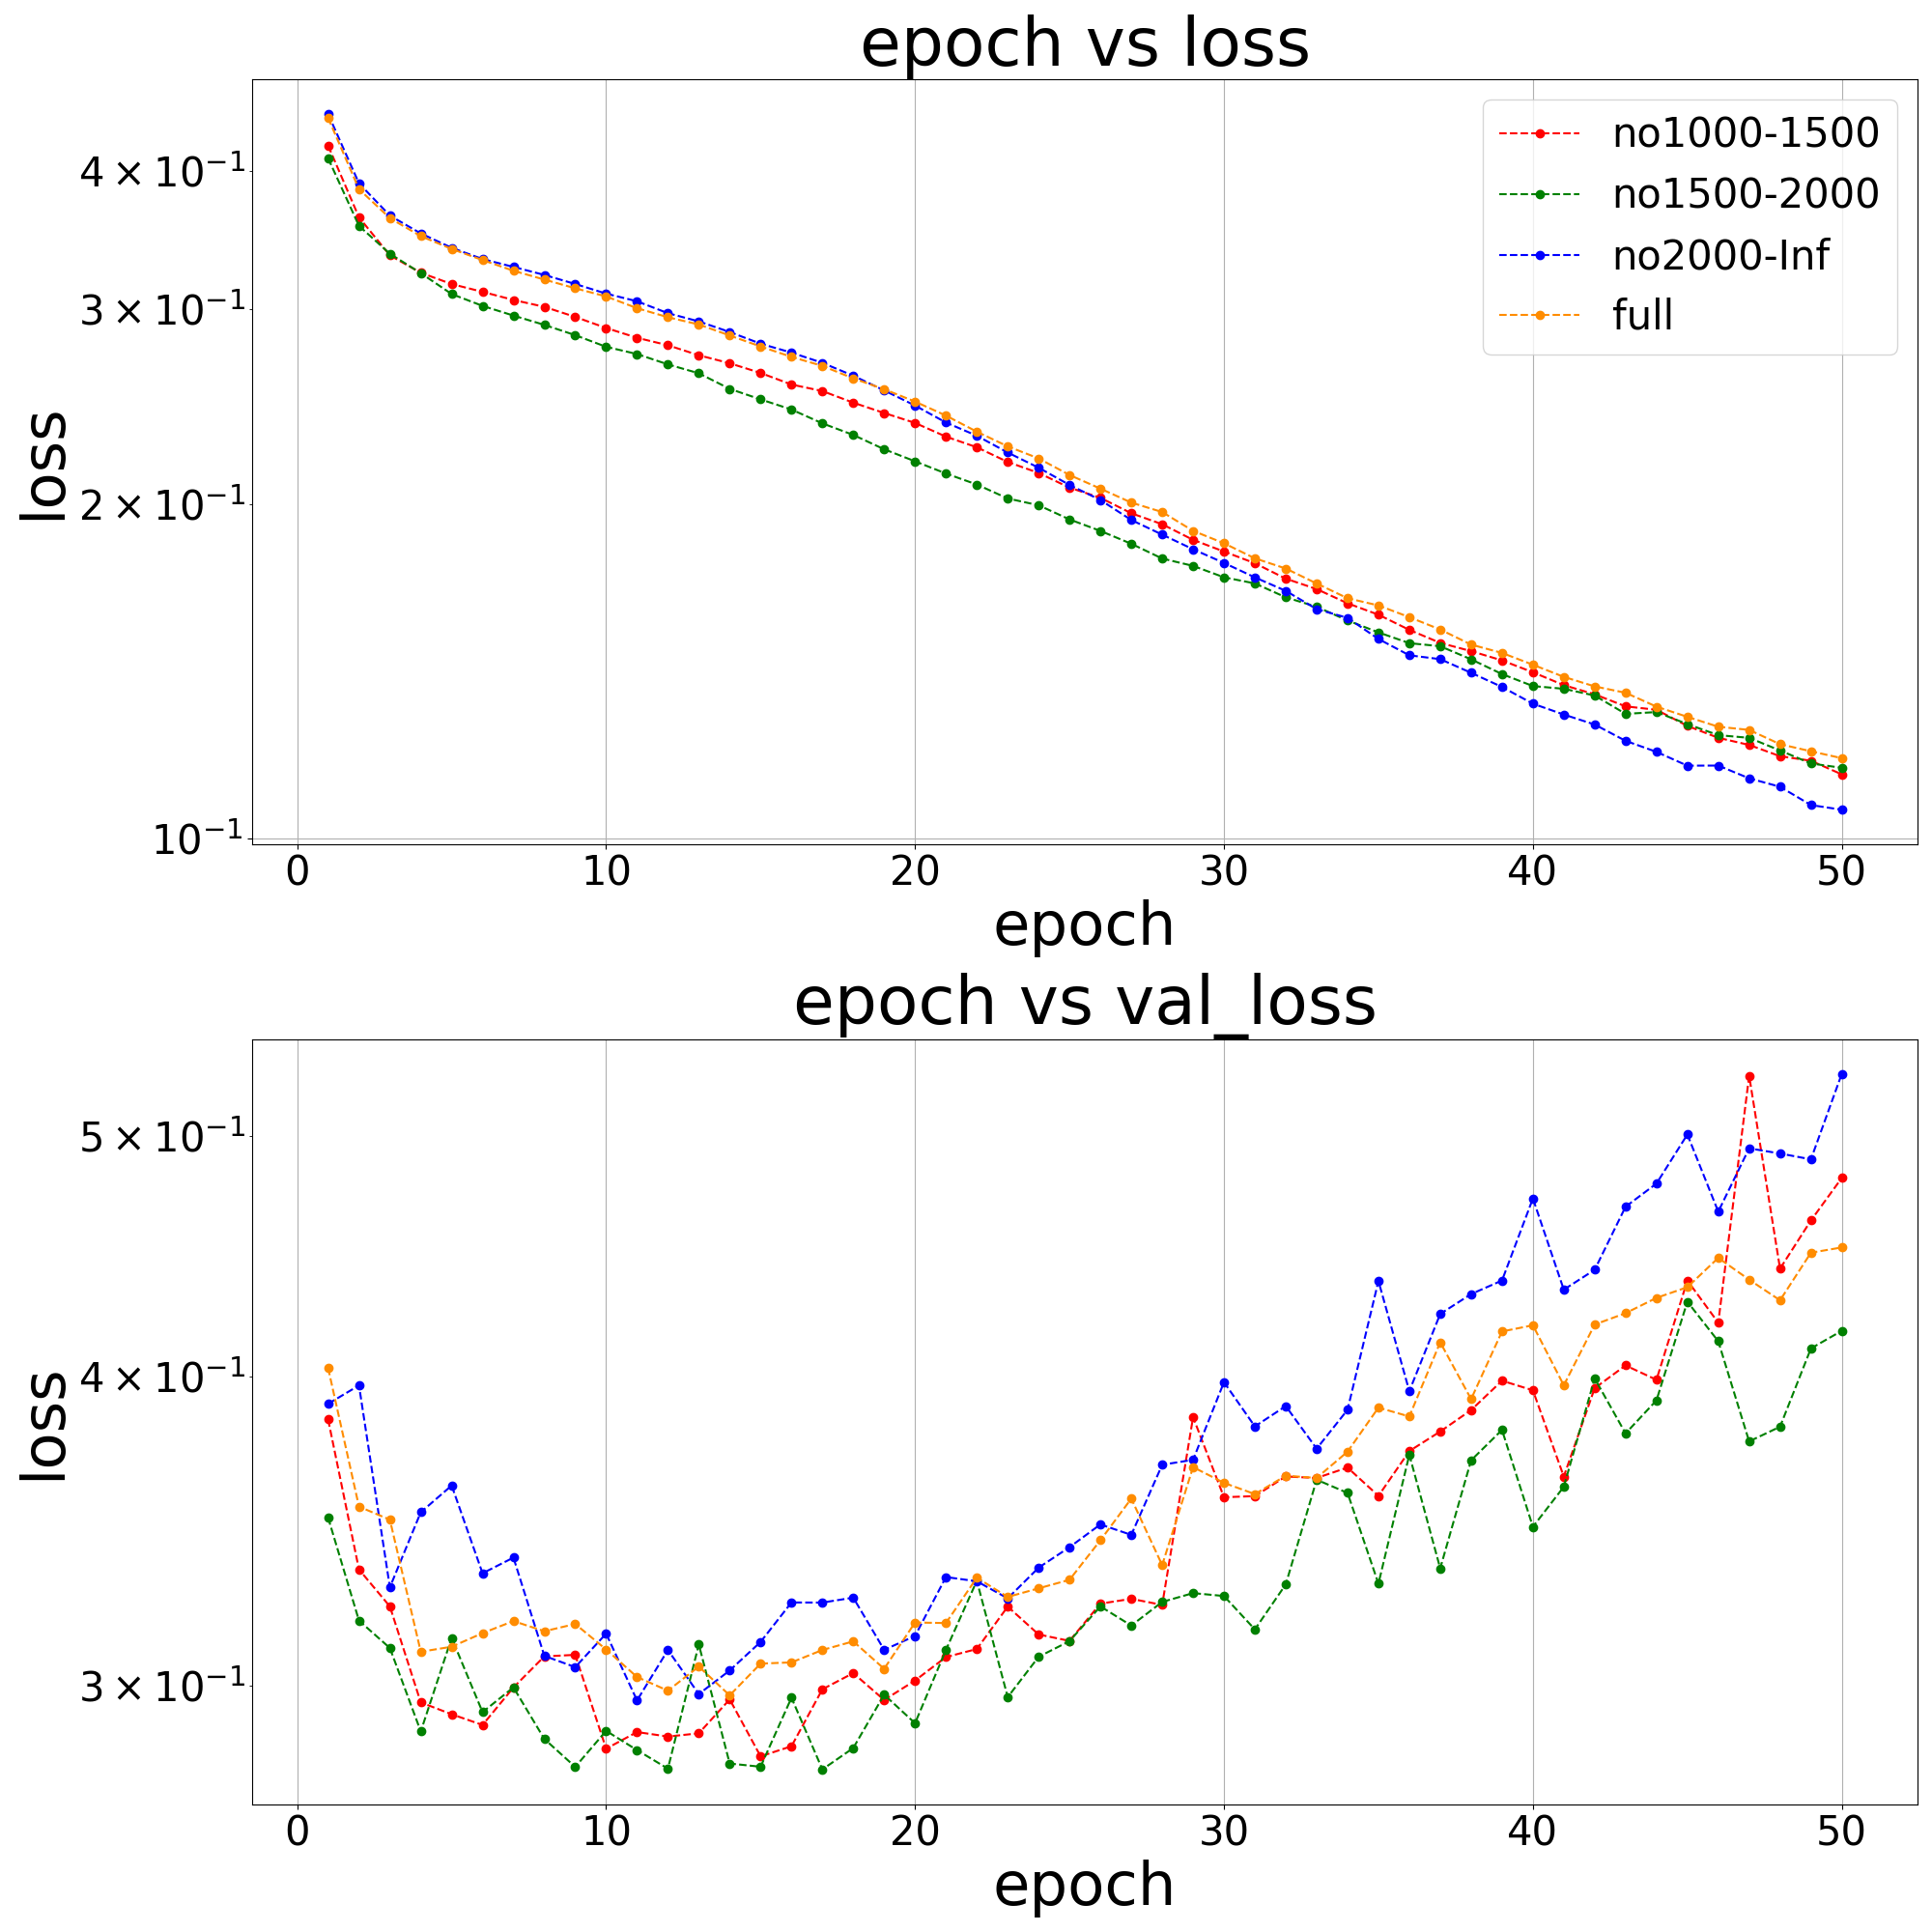 epoch vs loss
no1000-1500
no1500-2000
no2000-Inf
full
4×10⁻¹
3×10⁻¹
2×10⁻¹
10⁻¹
loss
0 10 20 30 40 50
epoch
epoch vs val_loss
5×10⁻¹
4×10⁻¹
3×10⁻¹
loss
0 10 20 30 40 50
epoch